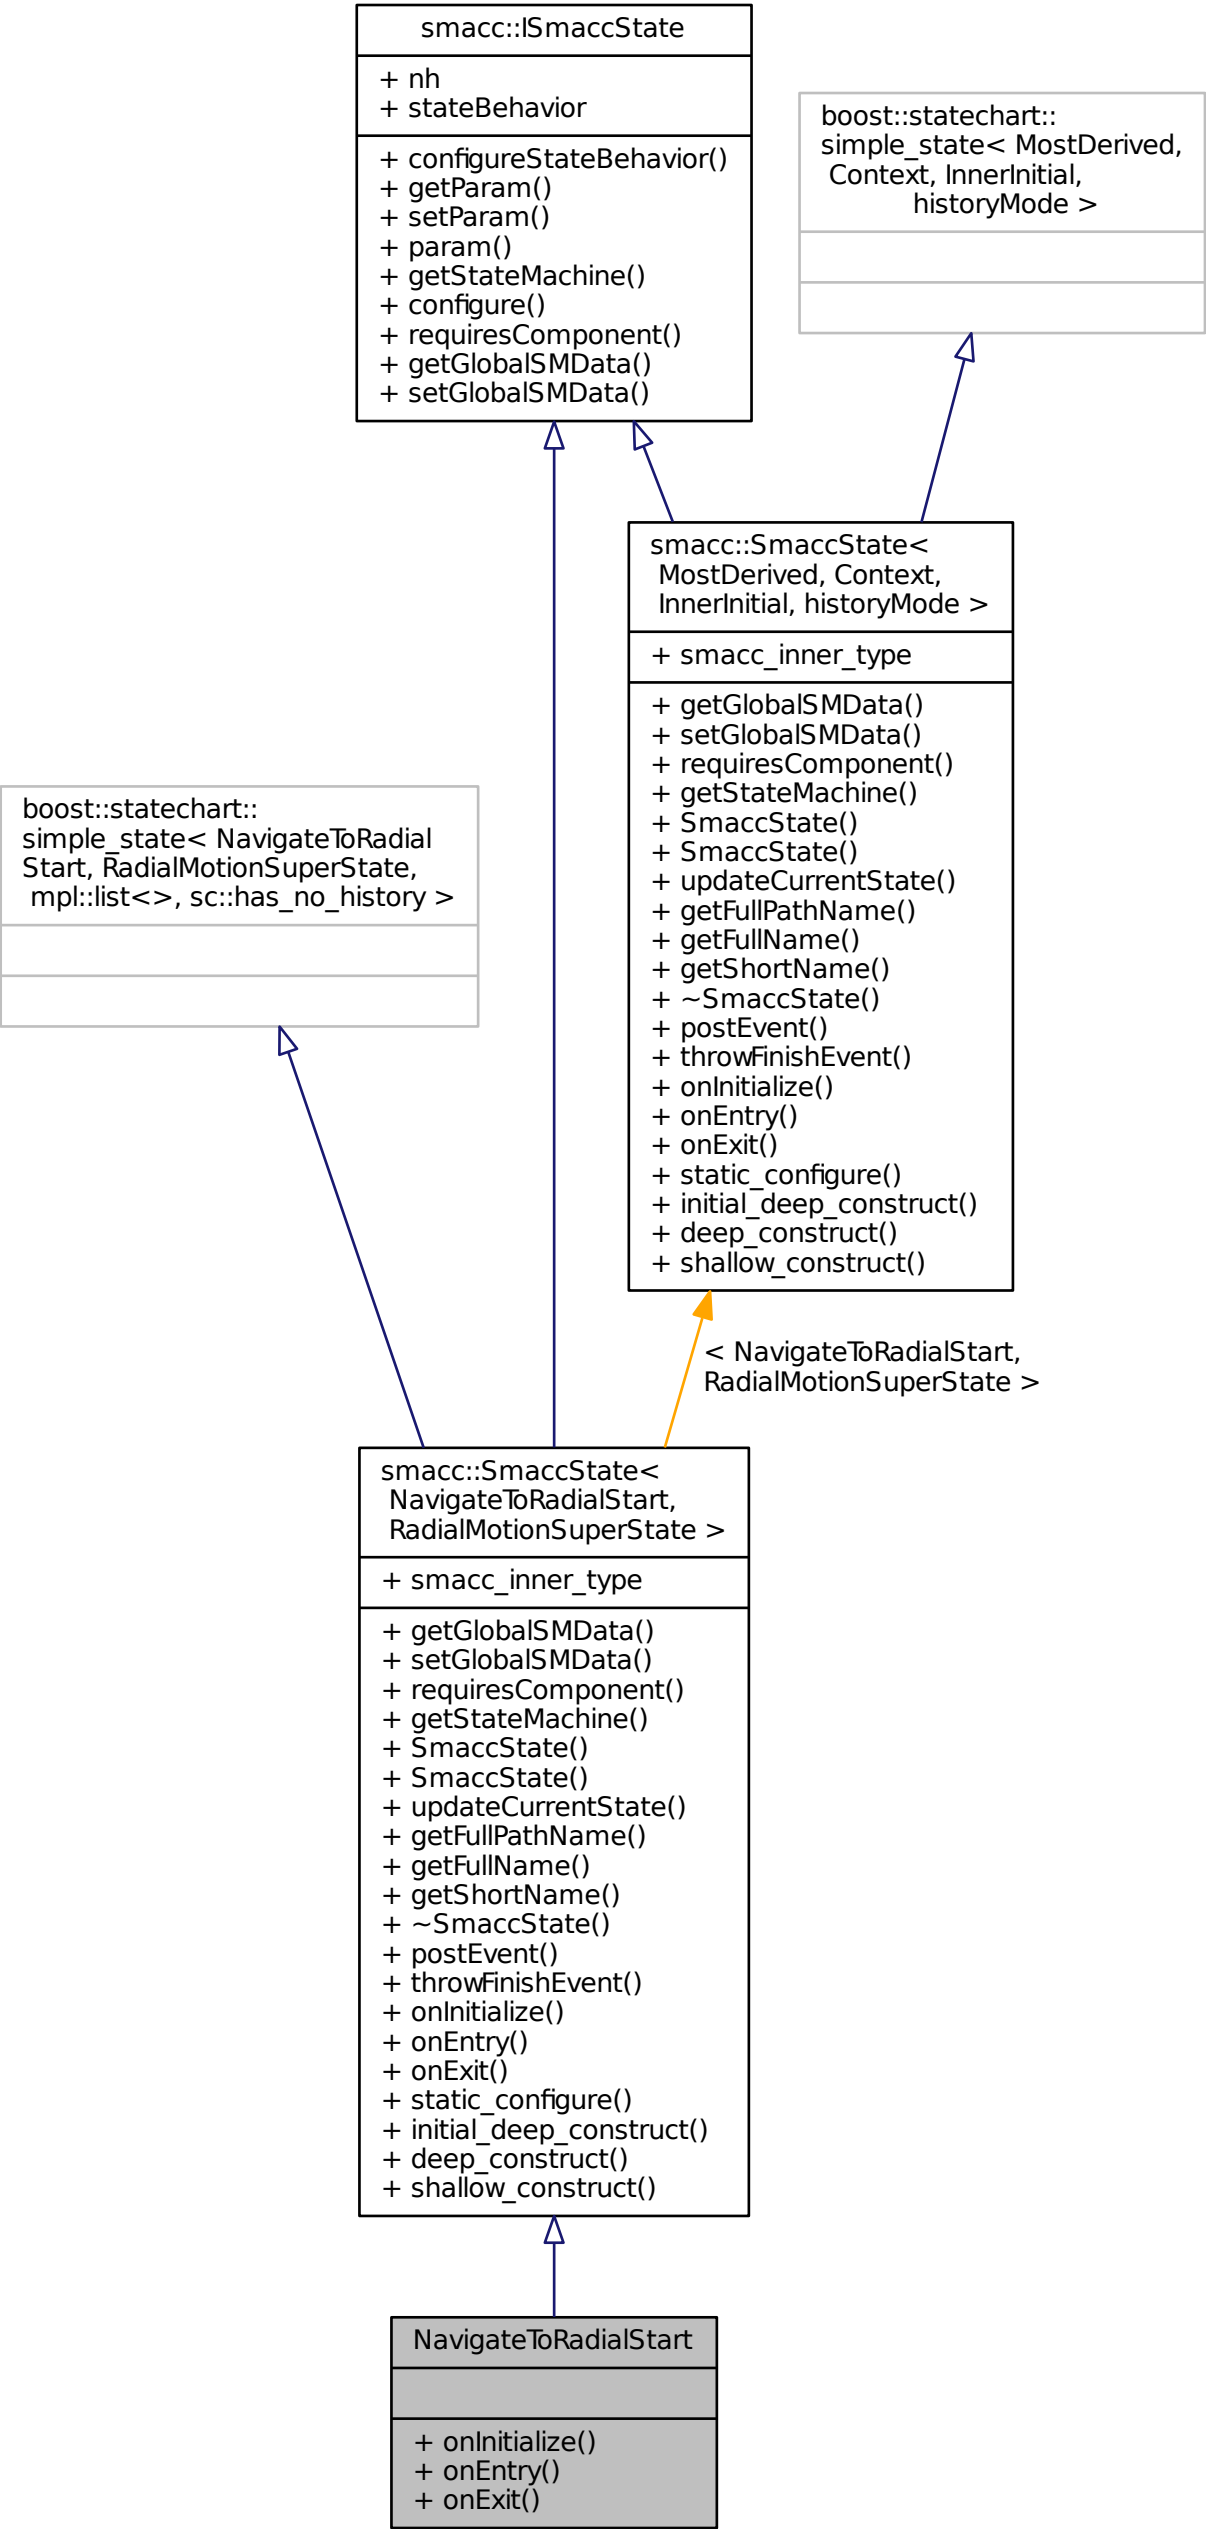 smacc::ISmaccState
+ nh
+ stateBehavior
+ configureStateBehavior()
+ getParam()
+ setParam()
+ param()
+ getStateMachine()
+ configure()
+ requiresComponent()
+ getGlobalSMData()
+ setGlobalSMData()
boost::statechart::
simple_state< MostDerived,
Context, InnerInitial,
historyMode >
smacc::SmaccState<
MostDerived, Context,
InnerInitial, historyMode >
+ smacc_inner_type
+ getGlobalSMData()
+ setGlobalSMData()
+ requiresComponent()
+ getStateMachine()
+ SmaccState()
+ SmaccState()
+ updateCurrentState()
+ getFullPathName()
+ getFullName()
+ getShortName()
+ ~SmaccState()
+ postEvent()
+ throwFinishEvent()
+ onInitialize()
+ onEntry()
+ onExit()
+ static_configure()
+ initial_deep_construct()
+ deep_construct()
+ shallow_construct()
boost::statechart::
simple_state< NavigateToRadial
Start, RadialMotionSuperState,
mpl::list<>, sc::has_no_history >
< NavigateToRadialStart,
RadialMotionSuperState >
smacc::SmaccState<
NavigateToRadialStart,
RadialMotionSuperState >
+ smacc_inner_type
+ getGlobalSMData()
+ setGlobalSMData()
+ requiresComponent()
+ getStateMachine()
+ SmaccState()
+ SmaccState()
+ updateCurrentState()
+ getFullPathName()
+ getFullName()
+ getShortName()
+ ~SmaccState()
+ postEvent()
+ throwFinishEvent()
+ onInitialize()
+ onEntry()
+ onExit()
+ static_configure()
+ initial_deep_construct()
+ deep_construct()
+ shallow_construct()
NavigateToRadialStart
+ onInitialize()
+ onEntry()
+ onExit()